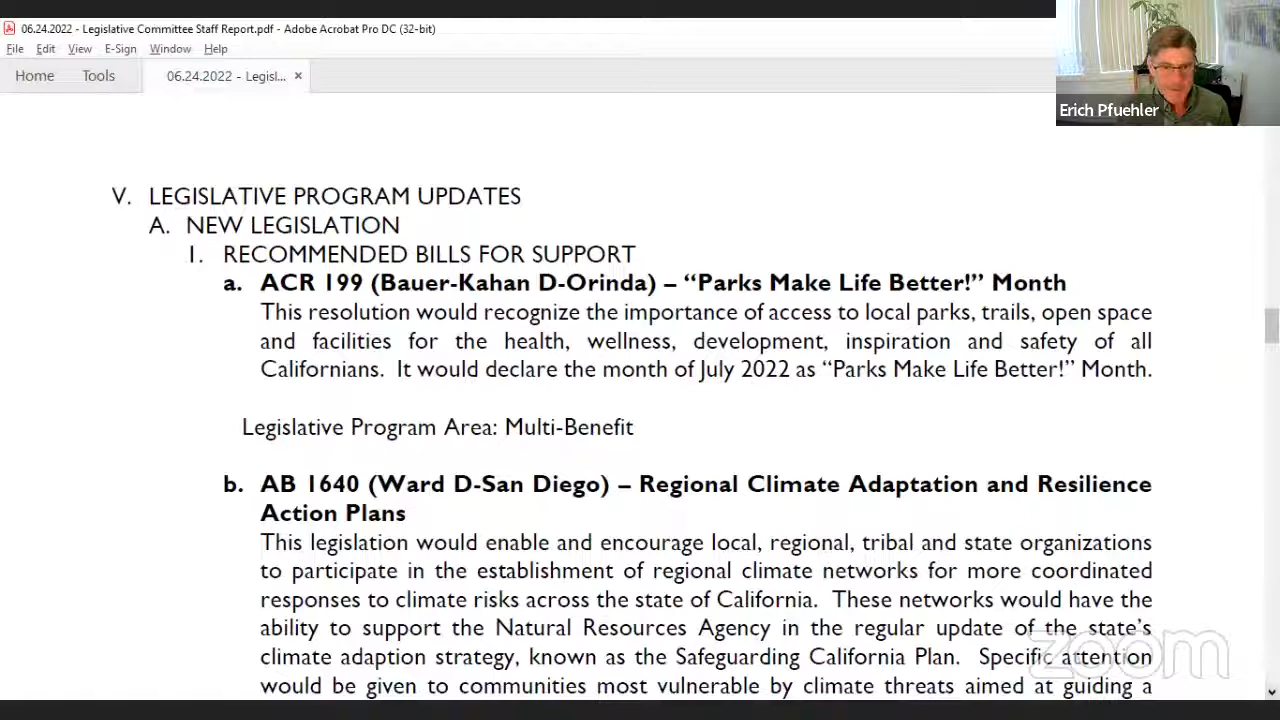 06.24.2022 - Legislative Committee Staff Report.pdf - Adobe Acrobat Pro DC (32-bit)
File Edit View E-Sign Window Help
Home Tools 06.24.2022 - Legisl... ×
Erich Pfuehler
V. LEGISLATIVE PROGRAM UPDATES
A. NEW LEGISLATION
1. RECOMMENDED BILLS FOR SUPPORT
a. ACR 199 (Bauer-Kahan D-Orinda) – “Parks Make Life Better!” Month
This resolution would recognize the importance of access to local parks, trails, open space
and facilities for the health, wellness, development, inspiration and safety of all
Californians. It would declare the month of July 2022 as “Parks Make Life Better!” Month.
Legislative Program Area: Multi-Benefit
b. AB 1640 (Ward D-San Diego) – Regional Climate Adaptation and Resilience
Action Plans
This legislation would enable and encourage local, regional, tribal and state organizations
to participate in the establishment of regional climate networks for more coordinated
responses to climate risks across the state of California. These networks would have the
ability to support the Natural Resources Agency in the regular update of the state’s
climate adaption strategy, known as the Safeguarding California Plan. Specific attention
would be given to communities most vulnerable by climate threats aimed at guiding a
zoom